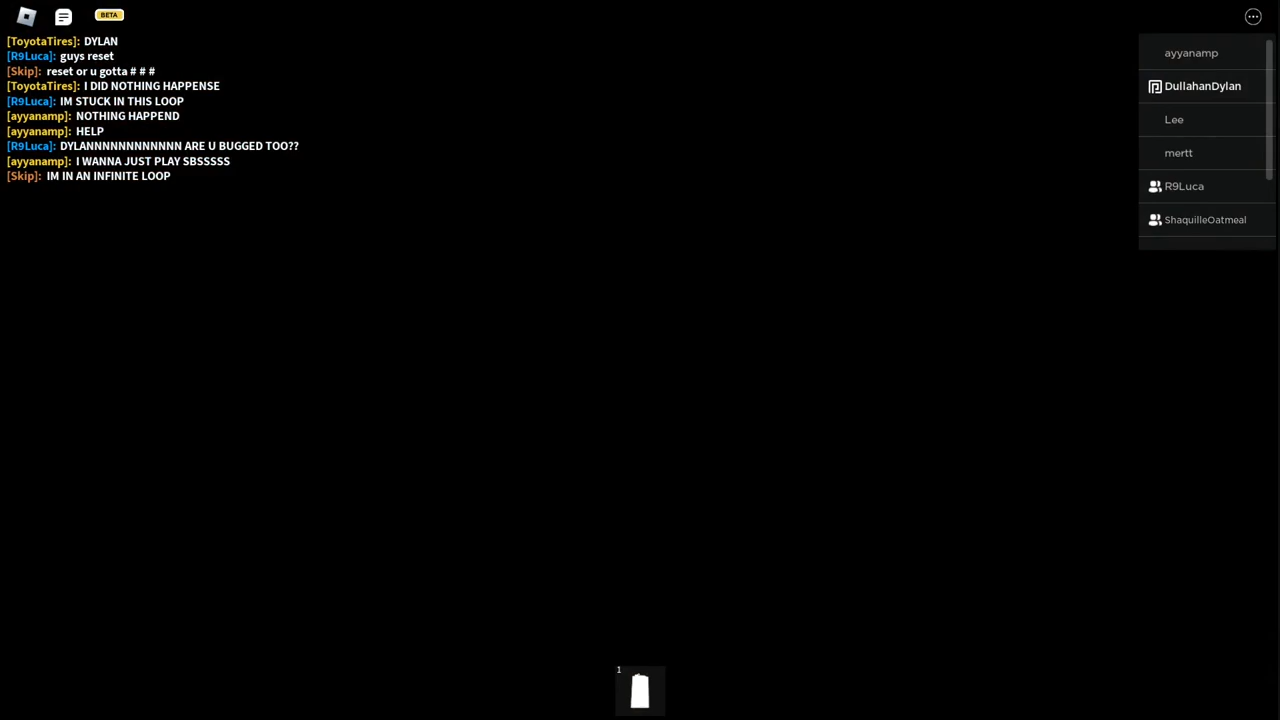 BETA
[ToyotaTires]: DYLAN
[R9Luca]: guys reset
[Skip]: reset or u gotta # # #
[ToyotaTires]: I DID NOTHING HAPPENSE
[R9Luca]: IM STUCK IN THIS LOOP
[ayyanamp]: NOTHING HAPPEND
[ayyanamp]: HELP
[R9Luca]: DYLANNNNNNNNNNNN ARE U BUGGED TOO??
[ayyanamp]: I WANNA JUST PLAY SBSSSSS
[Skip]: IM IN AN INFINITE LOOP
ayyanamp
DullahanDylan
Lee
mertt
R9Luca
ShaquilleOatmeal
1